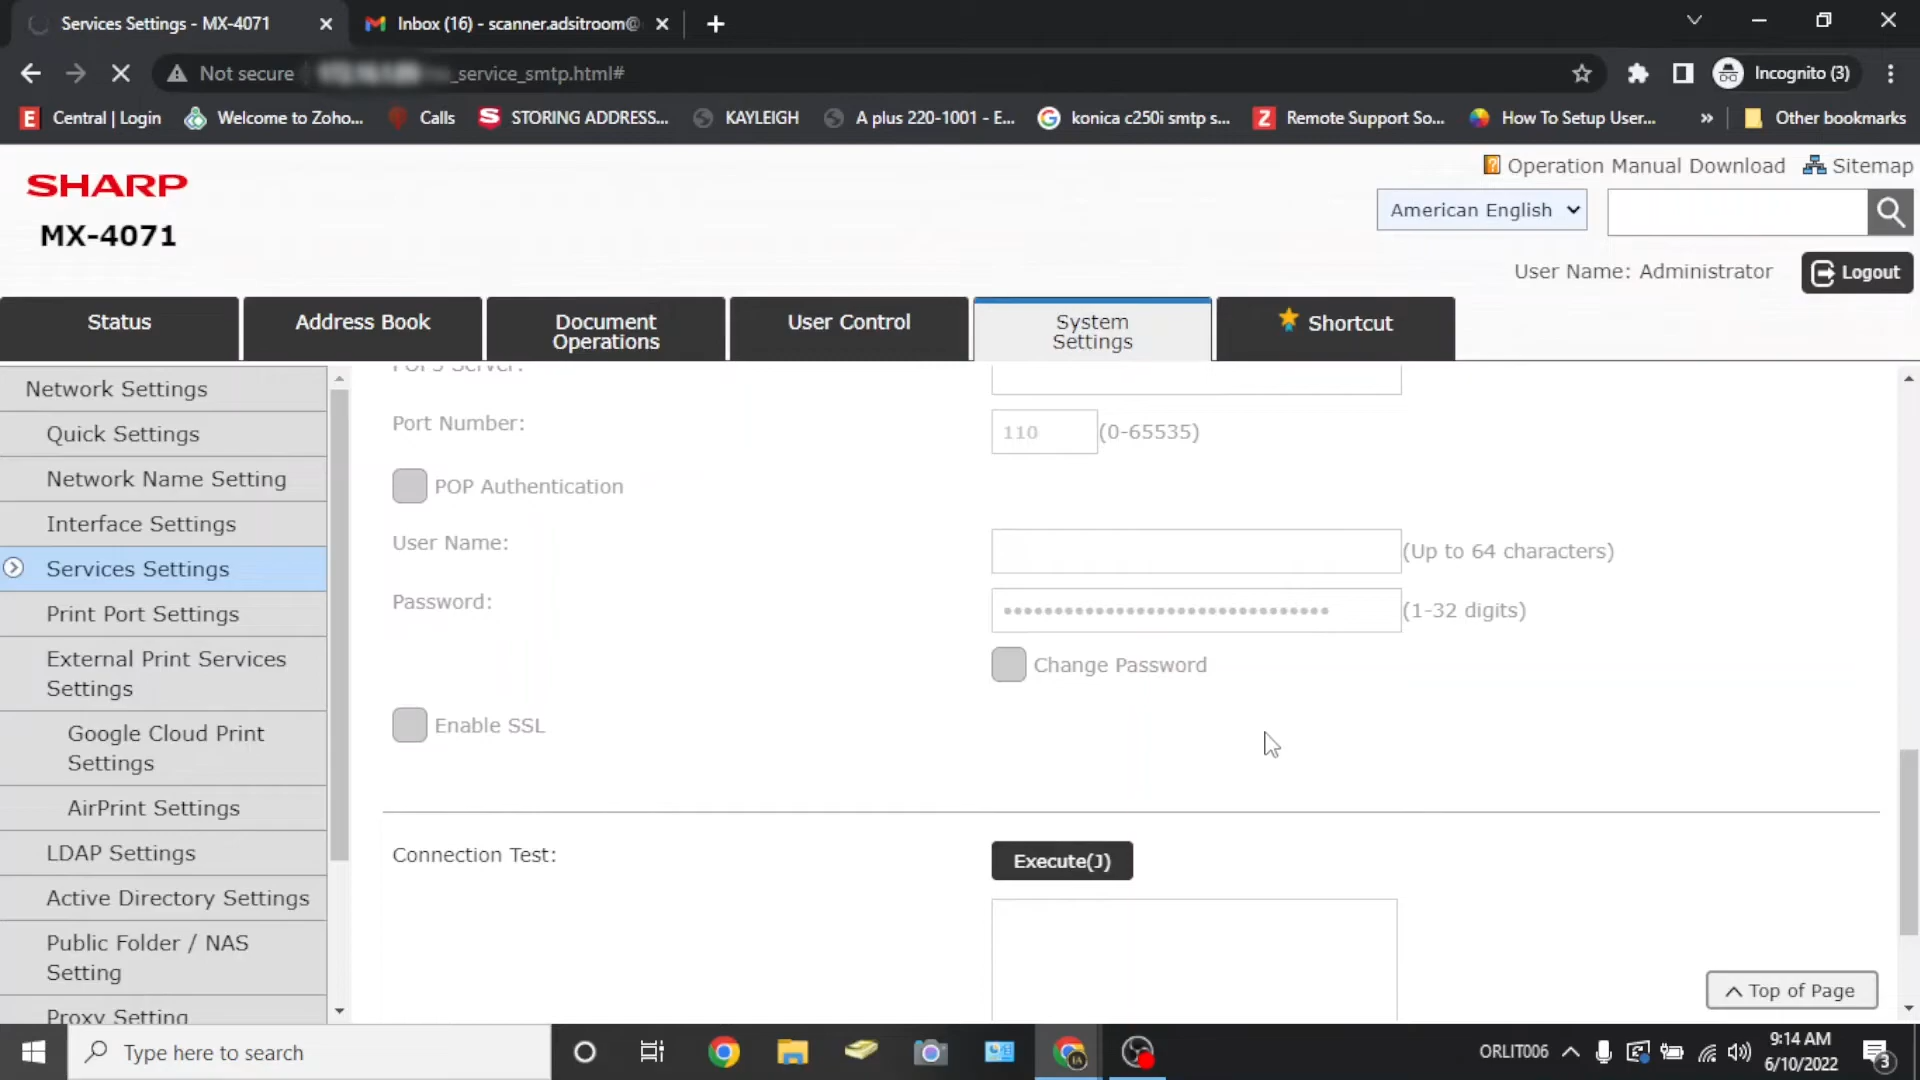 Services Settings - MX-4071
Inbox (16) - scanner.adsitroom@
Not secure
_service_smtp.html#
Incognito (3)
E Central | Login
Welcome to Zoho...
Calls
S STORING ADDRESS...
KAYLEIGH
A plus 220-1001 - E...
G konica c250i smtp s...
Z Remote Support So...
How To Setup User...
»
Other bookmarks
? Operation Manual Download
Sitemap
SHARP
MX-4071
American English
User Name: Administrator
Logout
Status
Address Book
Document
Operations
User Control
System
Settings
Shortcut
Network Settings
Quick Settings
Network Name Setting
Interface Settings
Services Settings
Print Port Settings
External Print Services
Settings
Google Cloud Print
Settings
AirPrint Settings
LDAP Settings
Active Directory Settings
Public Folder / NAS
Setting
Proxy Setting
POP3 Server:
Port Number:
110 (0-65535)
POP Authentication
User Name:
(Up to 64 characters)
Password:
(1-32 digits)
Change Password
Enable SSL
Connection Test:
Execute(J)
Top of Page
Type here to search
ORLIT006
9:14 AM
6/10/2022
3